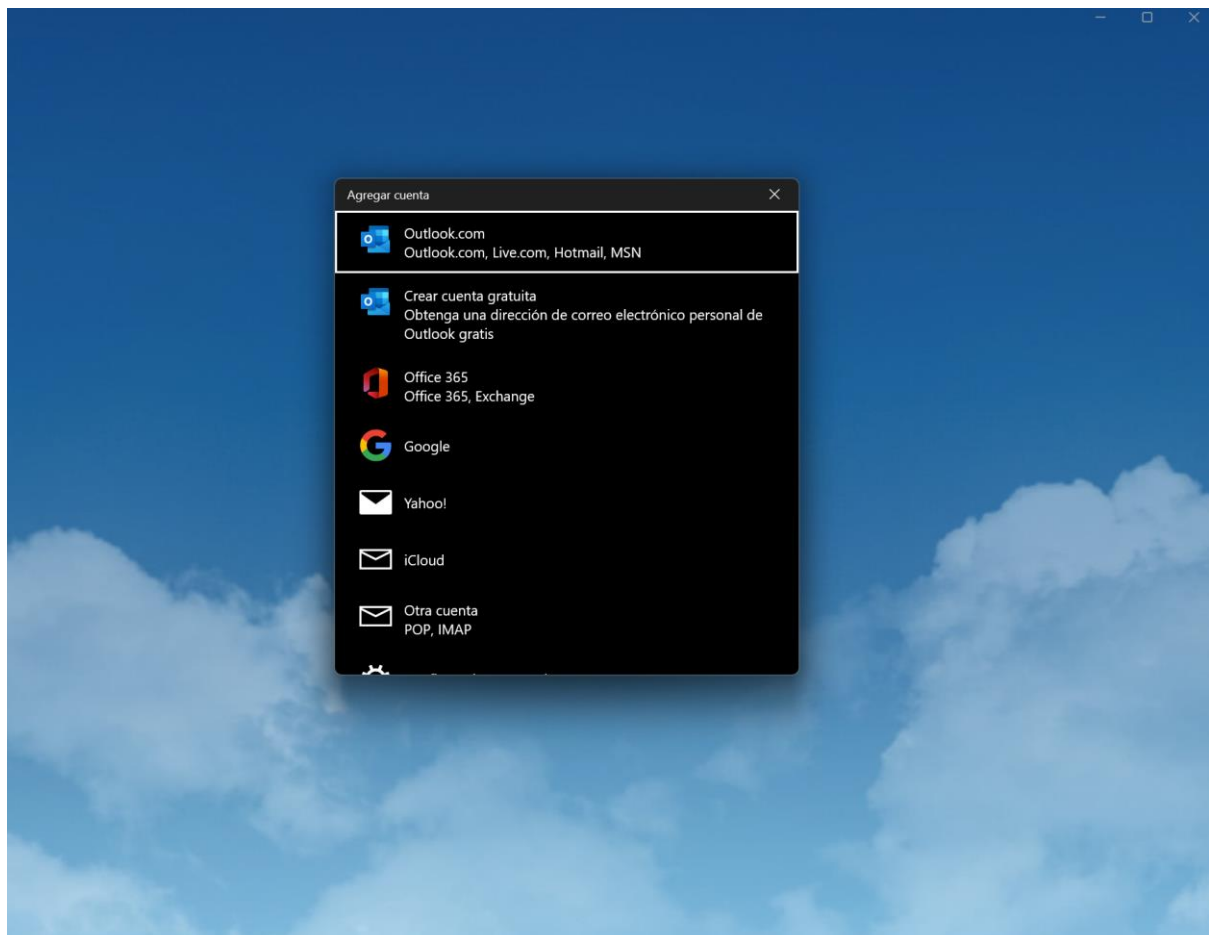 Agregar cuenta
Outlook.com
Outlook.com, Live.com, Hotmail, MSN
Crear cuenta gratuita
Obtenga una dirección de correo electrónico personal de
Outlook gratis
Office 365
Office 365, Exchange
Google
Yahoo!
iCloud
Otra cuenta
POP, IMAP